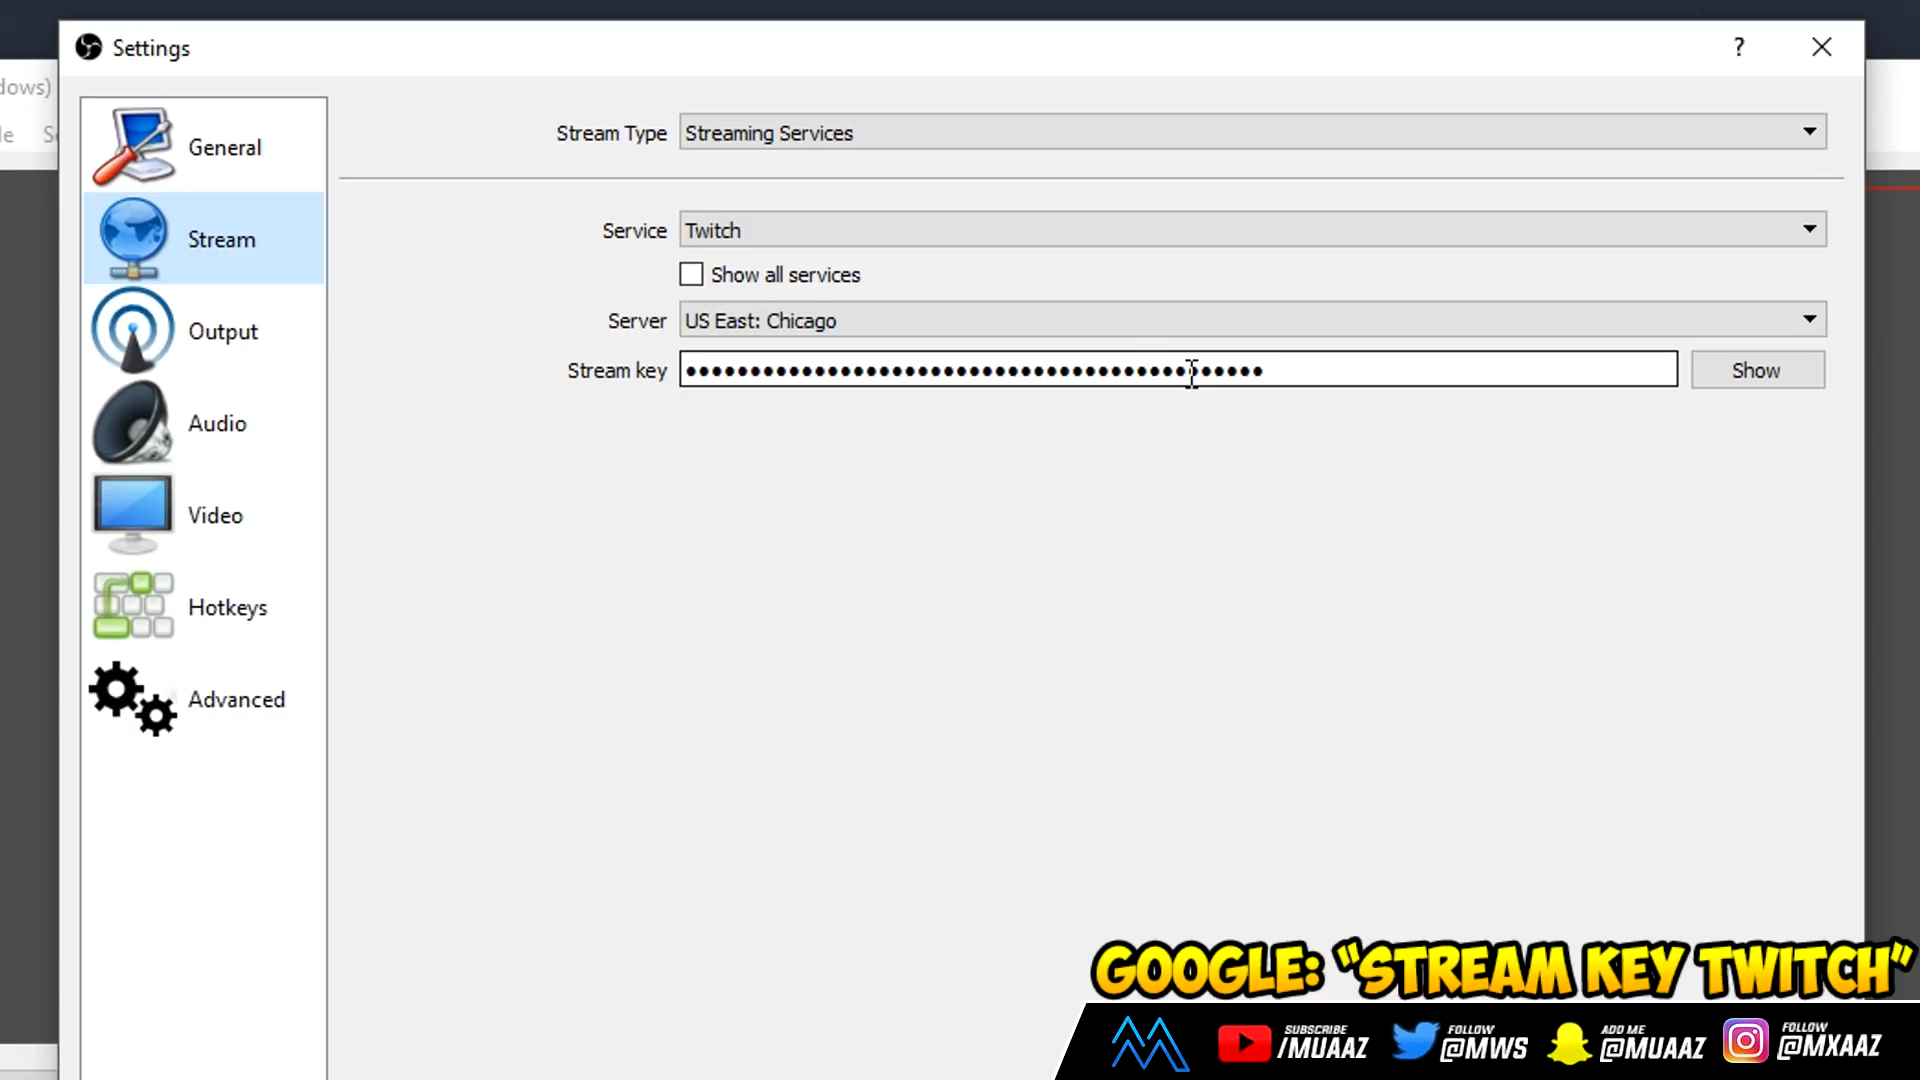 Settings
?
dows)
le
General
Stream
Output
Audio
Video
Hotkeys
Advanced
Stream Type
Streaming Services
Service
Twitch
Show all services
Server
US East: Chicago
Stream key
●●●●●●●●●●●●●●●●●●●●●●●●●●●●●●●●●●●●●●●●●●●●●
Show
GOOGLE: "STREAM KEY TWITCH"
SUBSCRIBE
/MUAAZ
FOLLOW
@MWS
ADD ME
@MUAAZ
FOLLOW
@MXAAZ